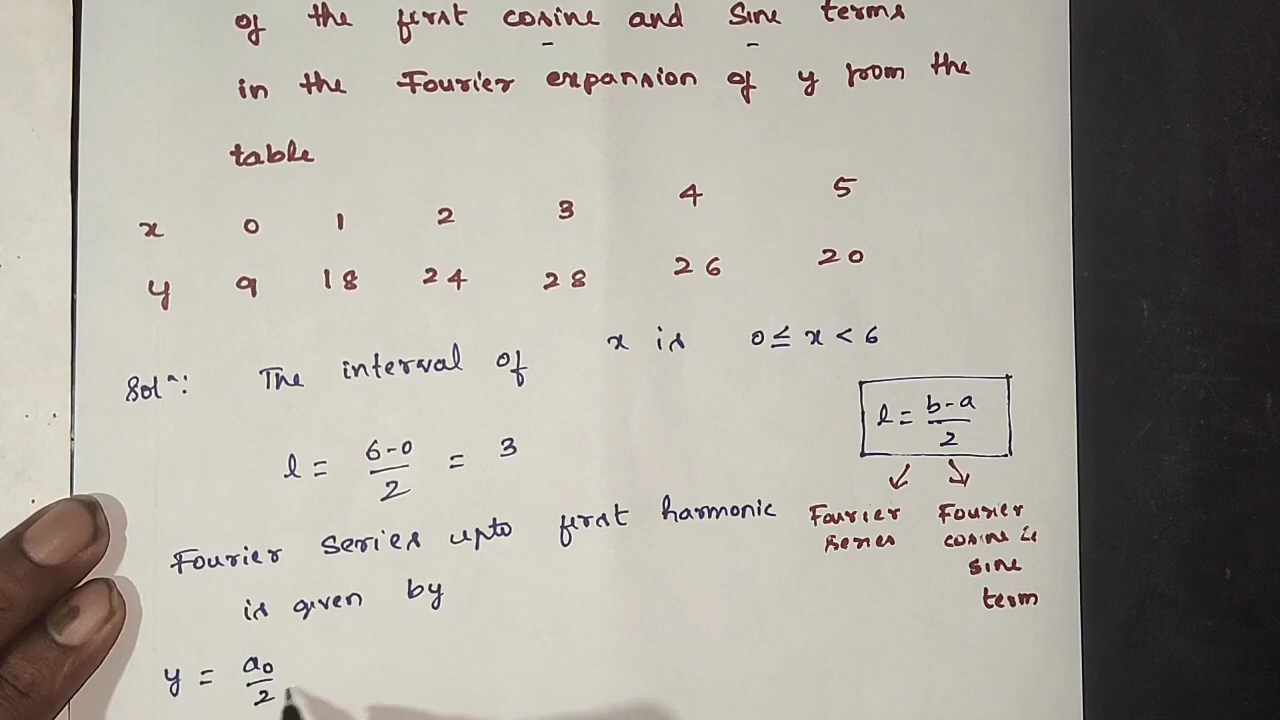 of the first cosine and sine terms
in the Fourier expansion of y from the
table
x 0 1 2 3 4 5
y 9 18 24 28 26 20
Solⁿ: The interval of x is 0 ≤ x < 6
l = b-a/2
l = 6-0/2 = 3
Fourier series upto first harmonic
is given by
Fourier series
Fourier cosine & sine term
y = a₀/2